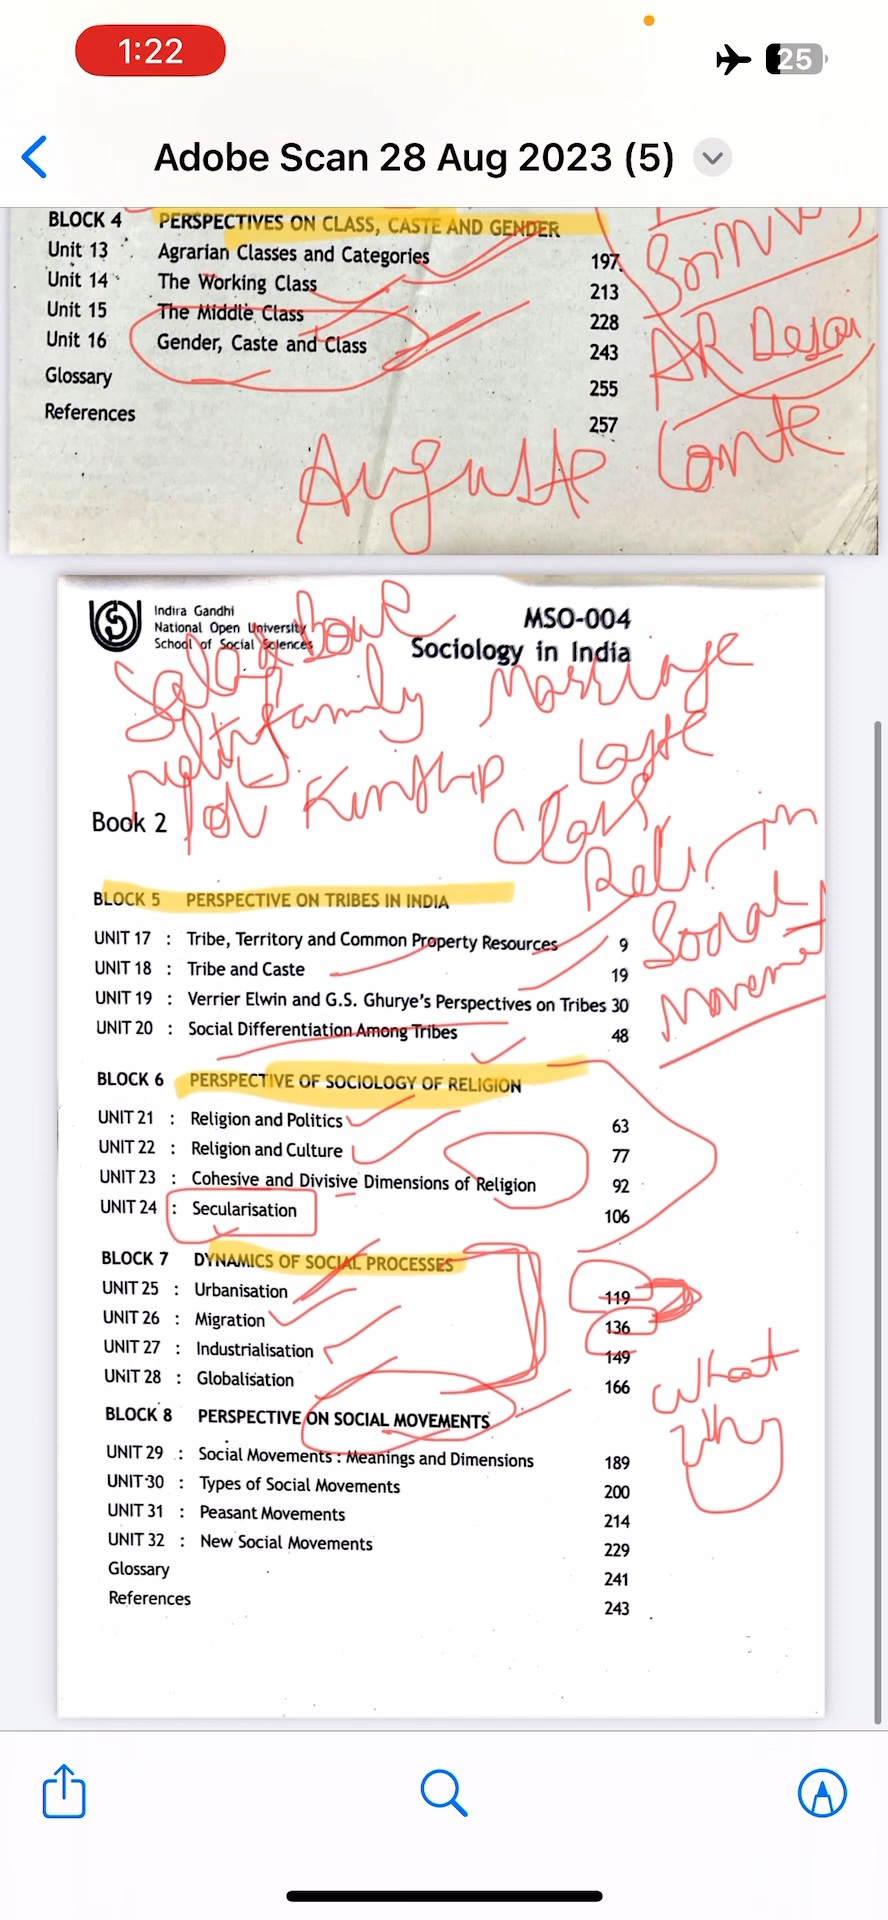 1:22
25
Adobe Scan 28 Aug 2023 (5)
BLOCK 4 PERSPECTIVES ON CLASS, CASTE AND GENDER
Unit 13 Agrarian Classes and Categories 197
Unit 14 The Working Class 213
Unit 15 The Middle Class 228
Unit 16 Gender, Caste and Class 243
Glossary 255
References 257
AR Desai
Auguste Comte
Indira Gandhi
National Open University
School of Social Sciences
MSO-004
Sociology in India
family Marriage
Kinship Caste
Class
Religion
Social
Movement
Book 2
BLOCK 5 PERSPECTIVE ON TRIBES IN INDIA
UNIT 17 : Tribe, Territory and Common Property Resources 9
UNIT 18 : Tribe and Caste 19
UNIT 19 : Verrier Elwin and G.S. Ghurye's Perspectives on Tribes 30
UNIT 20 : Social Differentiation Among Tribes 48
BLOCK 6 PERSPECTIVE OF SOCIOLOGY OF RELIGION
UNIT 21 : Religion and Politics 63
UNIT 22 : Religion and Culture 77
UNIT 23 : Cohesive and Divisive Dimensions of Religion 92
UNIT 24 : Secularisation 106
BLOCK 7 DYNAMICS OF SOCIAL PROCESSES
UNIT 25 : Urbanisation 119
UNIT 26 : Migration 136
UNIT 27 : Industrialisation 149
UNIT 28 : Globalisation 166
What
Why
BLOCK 8 PERSPECTIVE ON SOCIAL MOVEMENTS
UNIT 29 : Social Movements : Meanings and Dimensions 189
UNIT 30 : Types of Social Movements 200
UNIT 31 : Peasant Movements 214
UNIT 32 : New Social Movements 229
Glossary 241
References 243